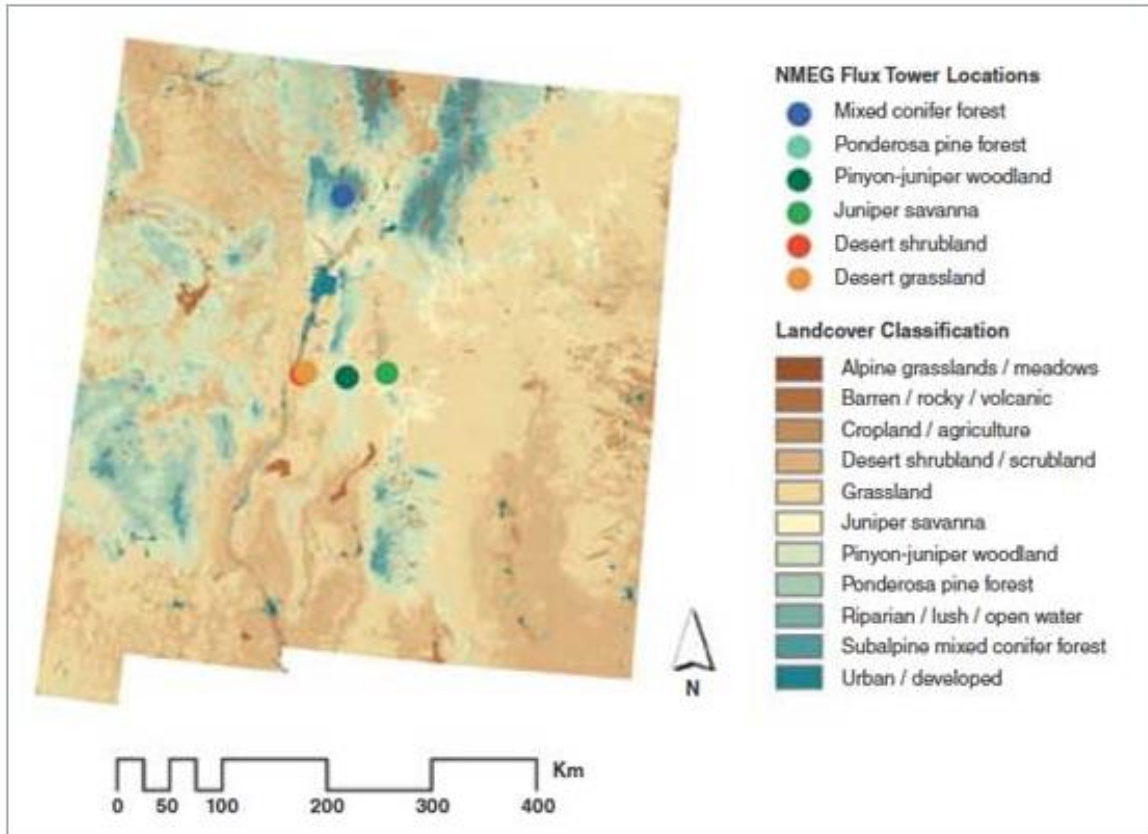 NMEG Flux Tower Locations
Mixed conifer forest
Ponderosa pine forest
Pinyon-juniper woodland
Juniper savanna
Desert shrubland
Desert grassland
Landcover Classification
Alpine grasslands / meadows
Barren / rocky / volcanic
Cropland / agriculture
Desert shrubland / scrubland
Grassland
Juniper savanna
Pinyon-juniper woodland
Ponderosa pine forest
Riparian / lush / open water
Subalpine mixed conifer forest
Urban / developed
N
Km
0 50 100 200 300 400